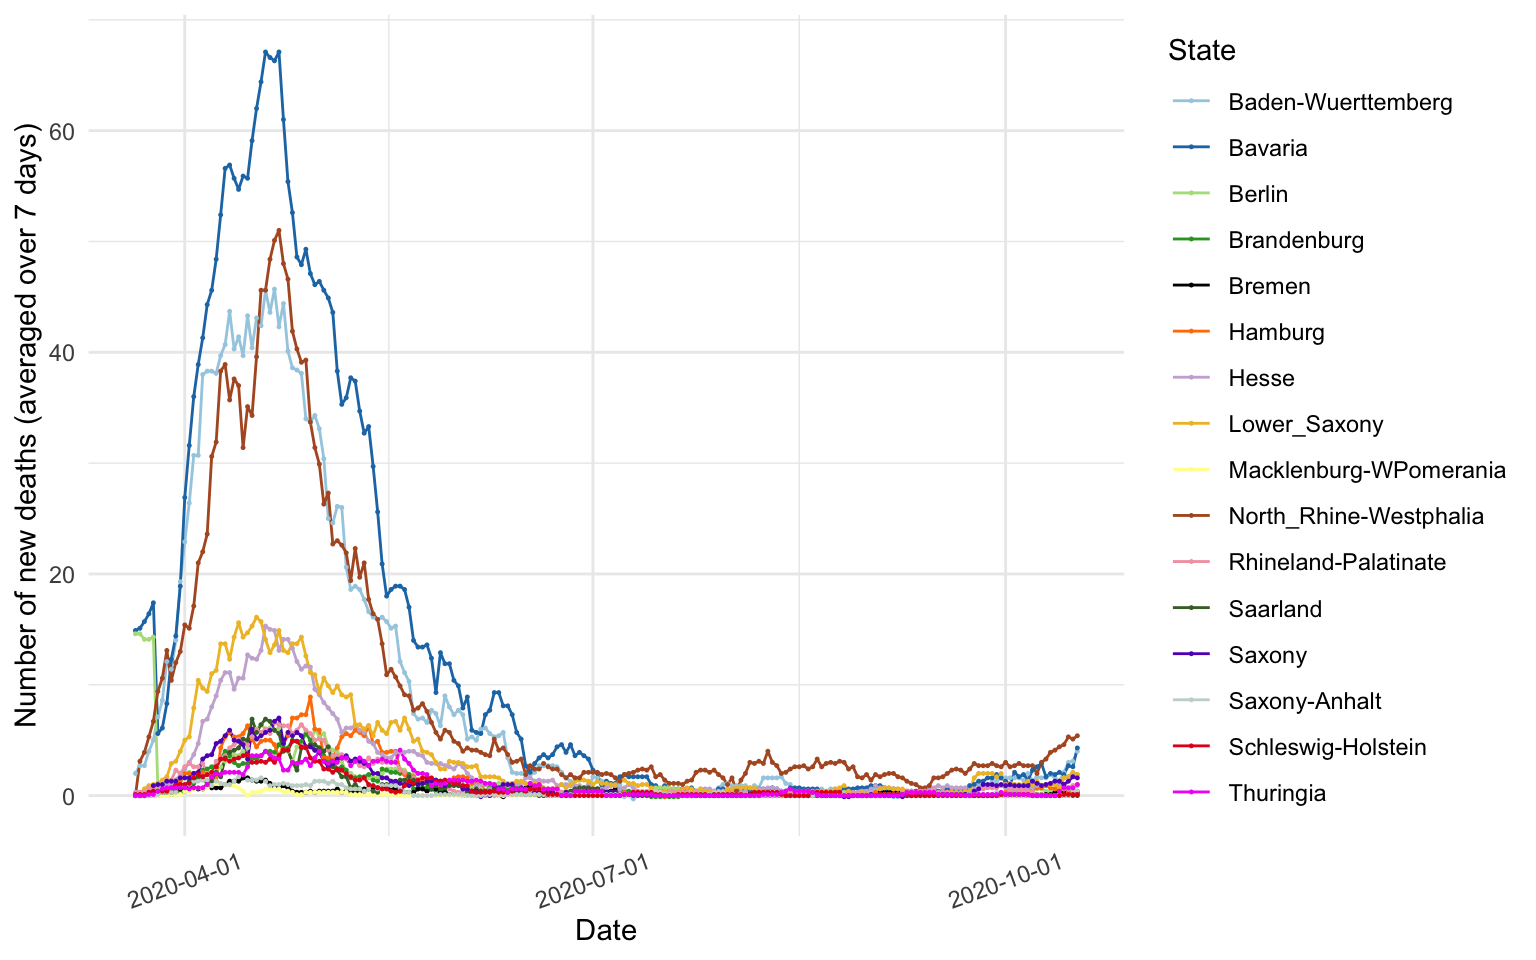 Number of new deaths (averaged over 7 days)
60
40
20
0
2020-04-01
2020-07-01
2020-10-01
Date
State
Baden-Wuerttemberg
Bavaria
Berlin
Brandenburg
Bremen
Hamburg
Hesse
Lower_Saxony
Macklenburg-WPomerania
North_Rhine-Westphalia
Rhineland-Palatinate
Saarland
Saxony
Saxony-Anhalt
Schleswig-Holstein
Thuringia